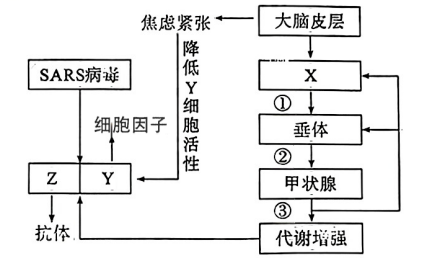 焦虑紧张
大脑皮层
SARS病毒
降低Y细胞活性
X
①
细胞因子
垂体
②
Z
Y
甲状腺
③
抗体
代谢增强